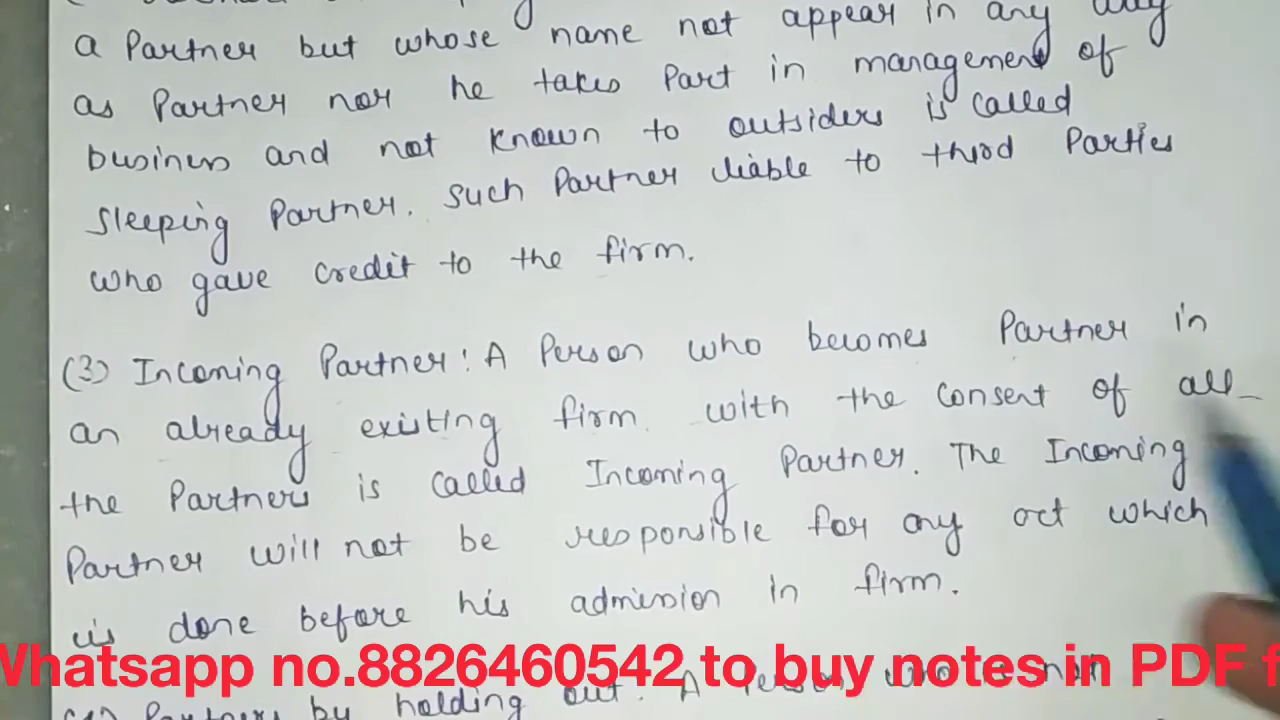 a Partner but whose name not appear in any way
as Partner nor he takes Part in management of
business and not known to outsiders is called
sleeping Partner. Such Partner liable to third Parties
who gave credit to the firm.
(3) Incoming Partner: A Person who becomes Partner in
an already existing firm with the consent of all
the Partners is called Incoming Partner. The Incoming
Partner will not be responsible for any act which
is done before his admission in firm.
Whatsapp no.8826460542 to buy notes in PDF f
Partners by holding out. A Person who